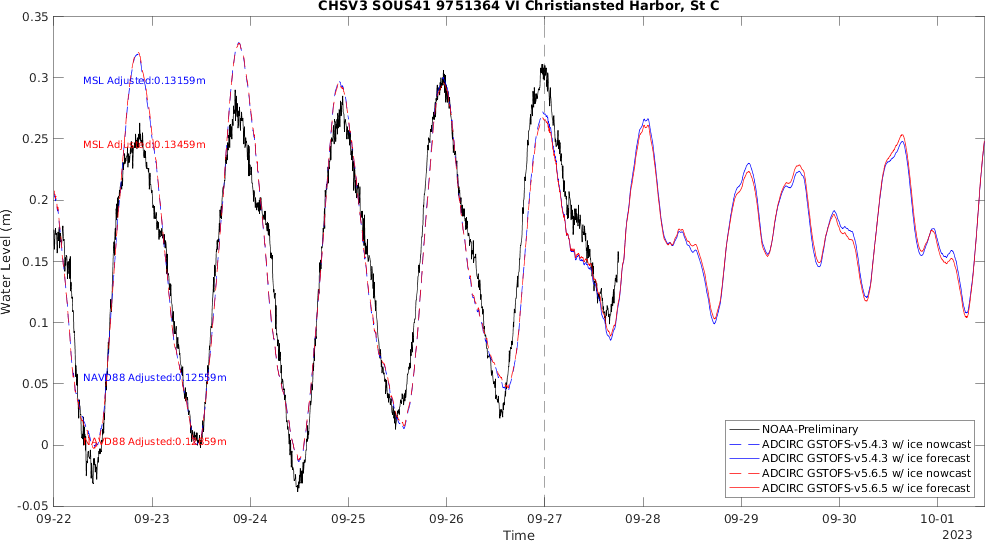 CHSV3 SOUS41 9751364 VI Christiansted Harbor, St C
0.35
0.3
0.25
0.2
0.15
0.1
0.05
0
-0.05
Water Level (m)
MSL Adjusted:0.13159m
MSL Adjusted:0.13459m
NAVD88 Adjusted:0.12559m
NAVD88 Adjusted:
NOAA-Preliminary
ADCIRC GSTOFS-v5.4.3 w/ ice nowcast
ADCIRC GSTOFS-v5.4.3 w/ ice forecast
ADCIRC GSTOFS-v5.6.5 w/ ice nowcast
ADCIRC GSTOFS-v5.6.5 w/ ice forecast
09-22 09-23 09-24 09-25 09-26 09-27 09-28 09-29 09-30 10-01
Time
2023